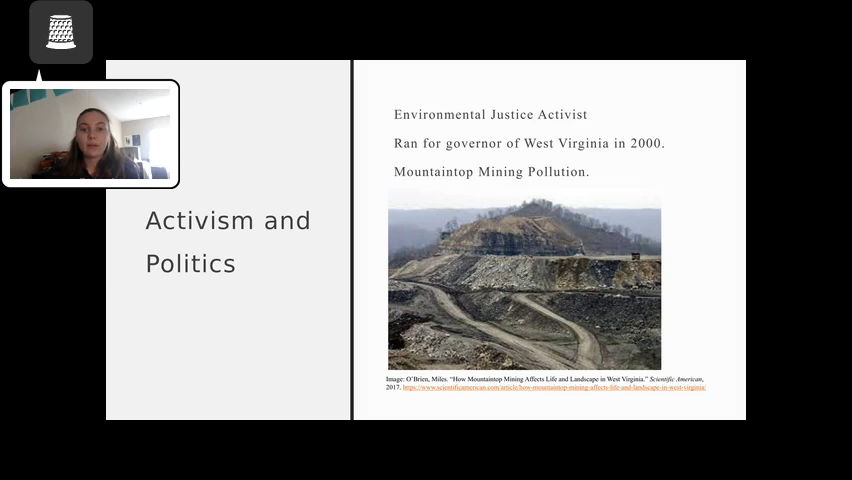 Activism and
Politics
Environmental Justice Activist
Ran for governor of West Virginia in 2000.
Mountaintop Mining Pollution.
Image: O’Brien, Miles. “How Mountaintop Mining Affects Life and Landscape in West Virginia,” Scientific American,
2017. https://www.scientificamerican.com/article/how-mountaintop-mining-affects-life-and-landscape-in-west-virginia/